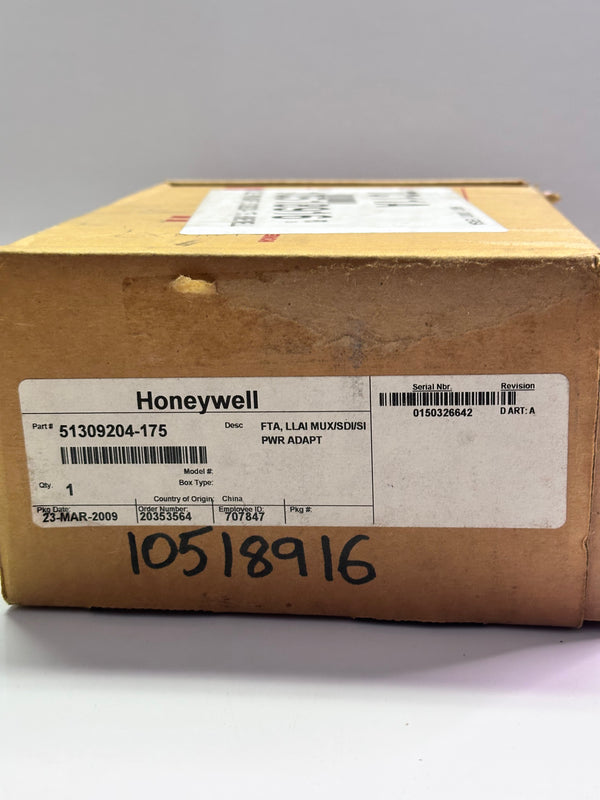 Honeywell
Part # 51309204-175
Desc FTA, LLAI MUX/SDI/SI
PWR ADAPT
Model #:
Box Type:
Qty. 1
Country of Origin: China
Pkg Date: Order Number: Employee ID: Pkg #:
23-MAR-2009 20353564 707847
Serial Nbr. Revision
0150326642 D ART: A
10518916